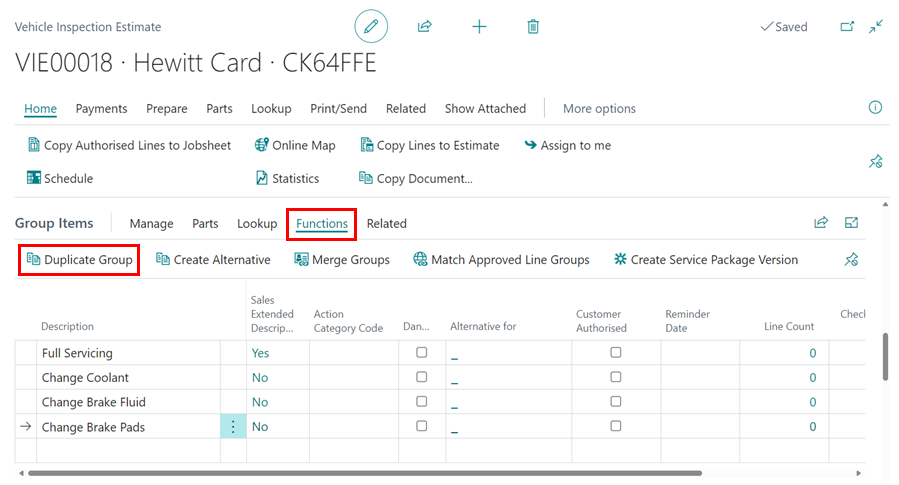 Vehicle Inspection Estimate
Saved
VIE00018 · Hewitt Card · CK64FFE
Home Payments Prepare Parts Lookup Print/Send Related Show Attached More options
Copy Authorised Lines to Jobsheet Online Map Copy Lines to Estimate Assign to me
Schedule Statistics Copy Document...
Group Items Manage Parts Lookup Functions Related
Duplicate Group Create Alternative Merge Groups Match Approved Line Groups Create Service Package Version
Sales
Extended Action Customer Reminder Check
Description Descrip... Category Code Dan... Alternative for Authorised Date Line Count
Full Servicing Yes _ 0
Change Coolant No _ 0
Change Brake Fluid No _ 0
Change Brake Pads No _ 0